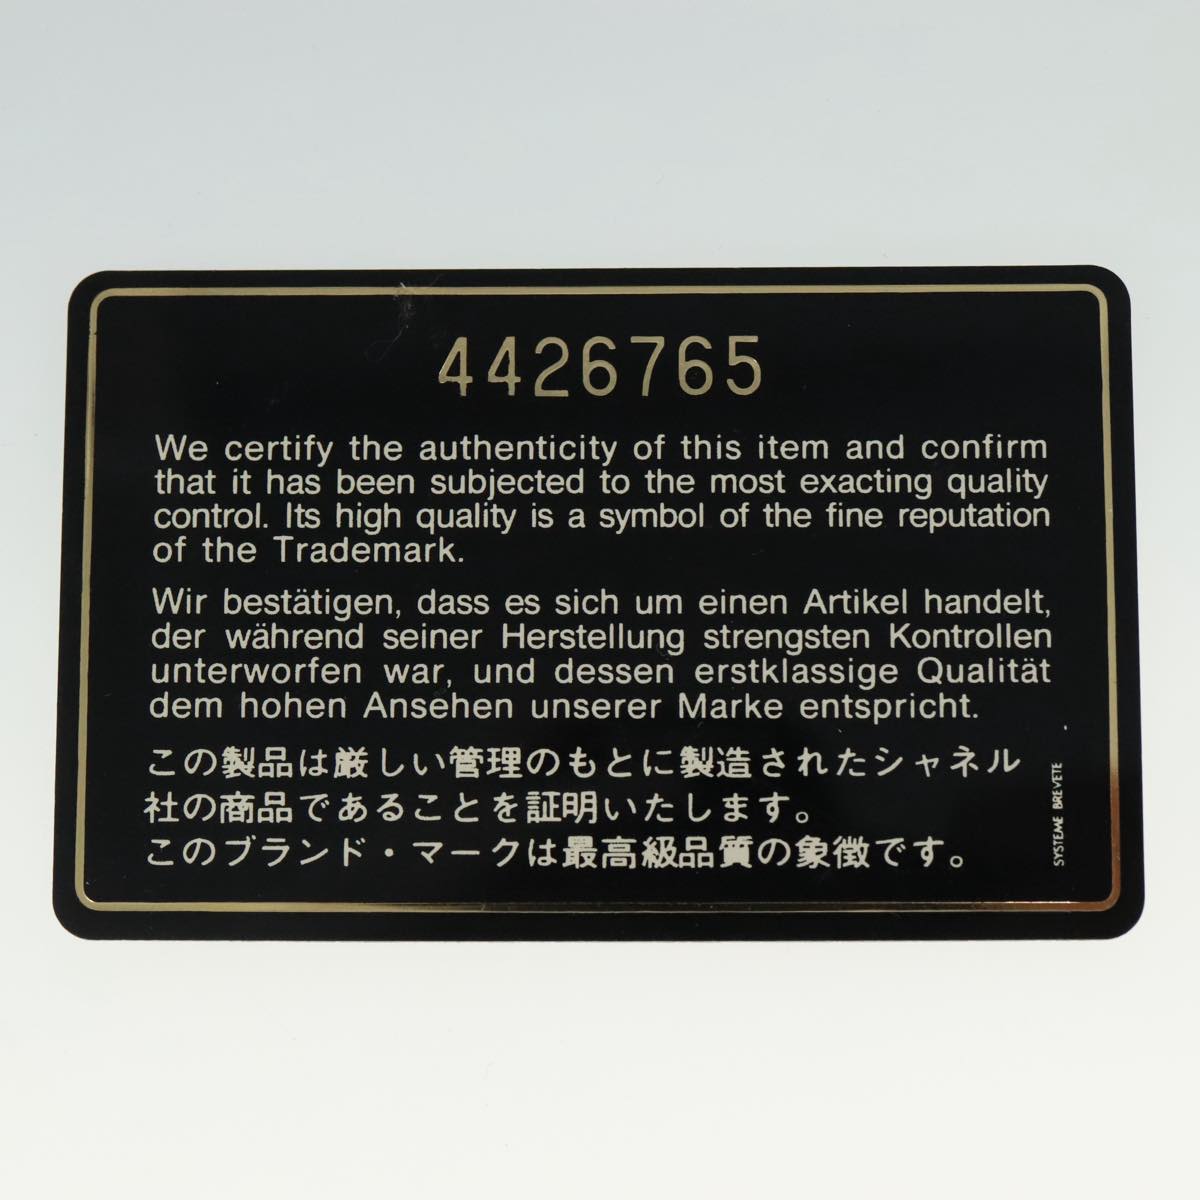 4426765
We certify the authenticity of this item and confirm
that it has been subjected to the most exacting quality
control. Its high quality is a symbol of the fine reputation
of the Trademark.
Wir bestätigen, dass es sich um einen Artikel handelt,
der während seiner Herstellung strengsten Kontrollen
unterworfen war, und dessen erstklassige Qualität
dem hohen Ansehen unserer Marke entspricht.
この製品は厳しい管理のもとに製造されたシャネル
社の商品であることを証明いたします。
このブランド・マークは最高級品質の象徴です。
SYSTEME BREVETE